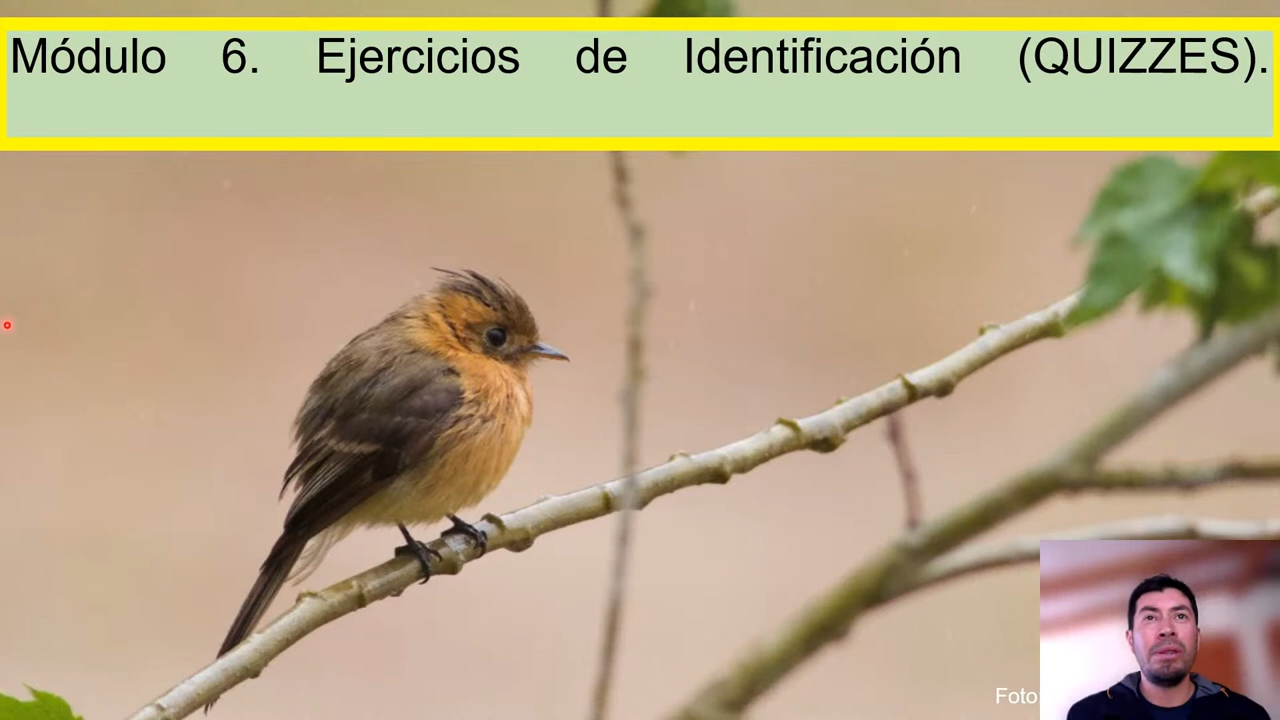 Módulo 6. Ejercicios de Identificación (QUIZZES).
Foto